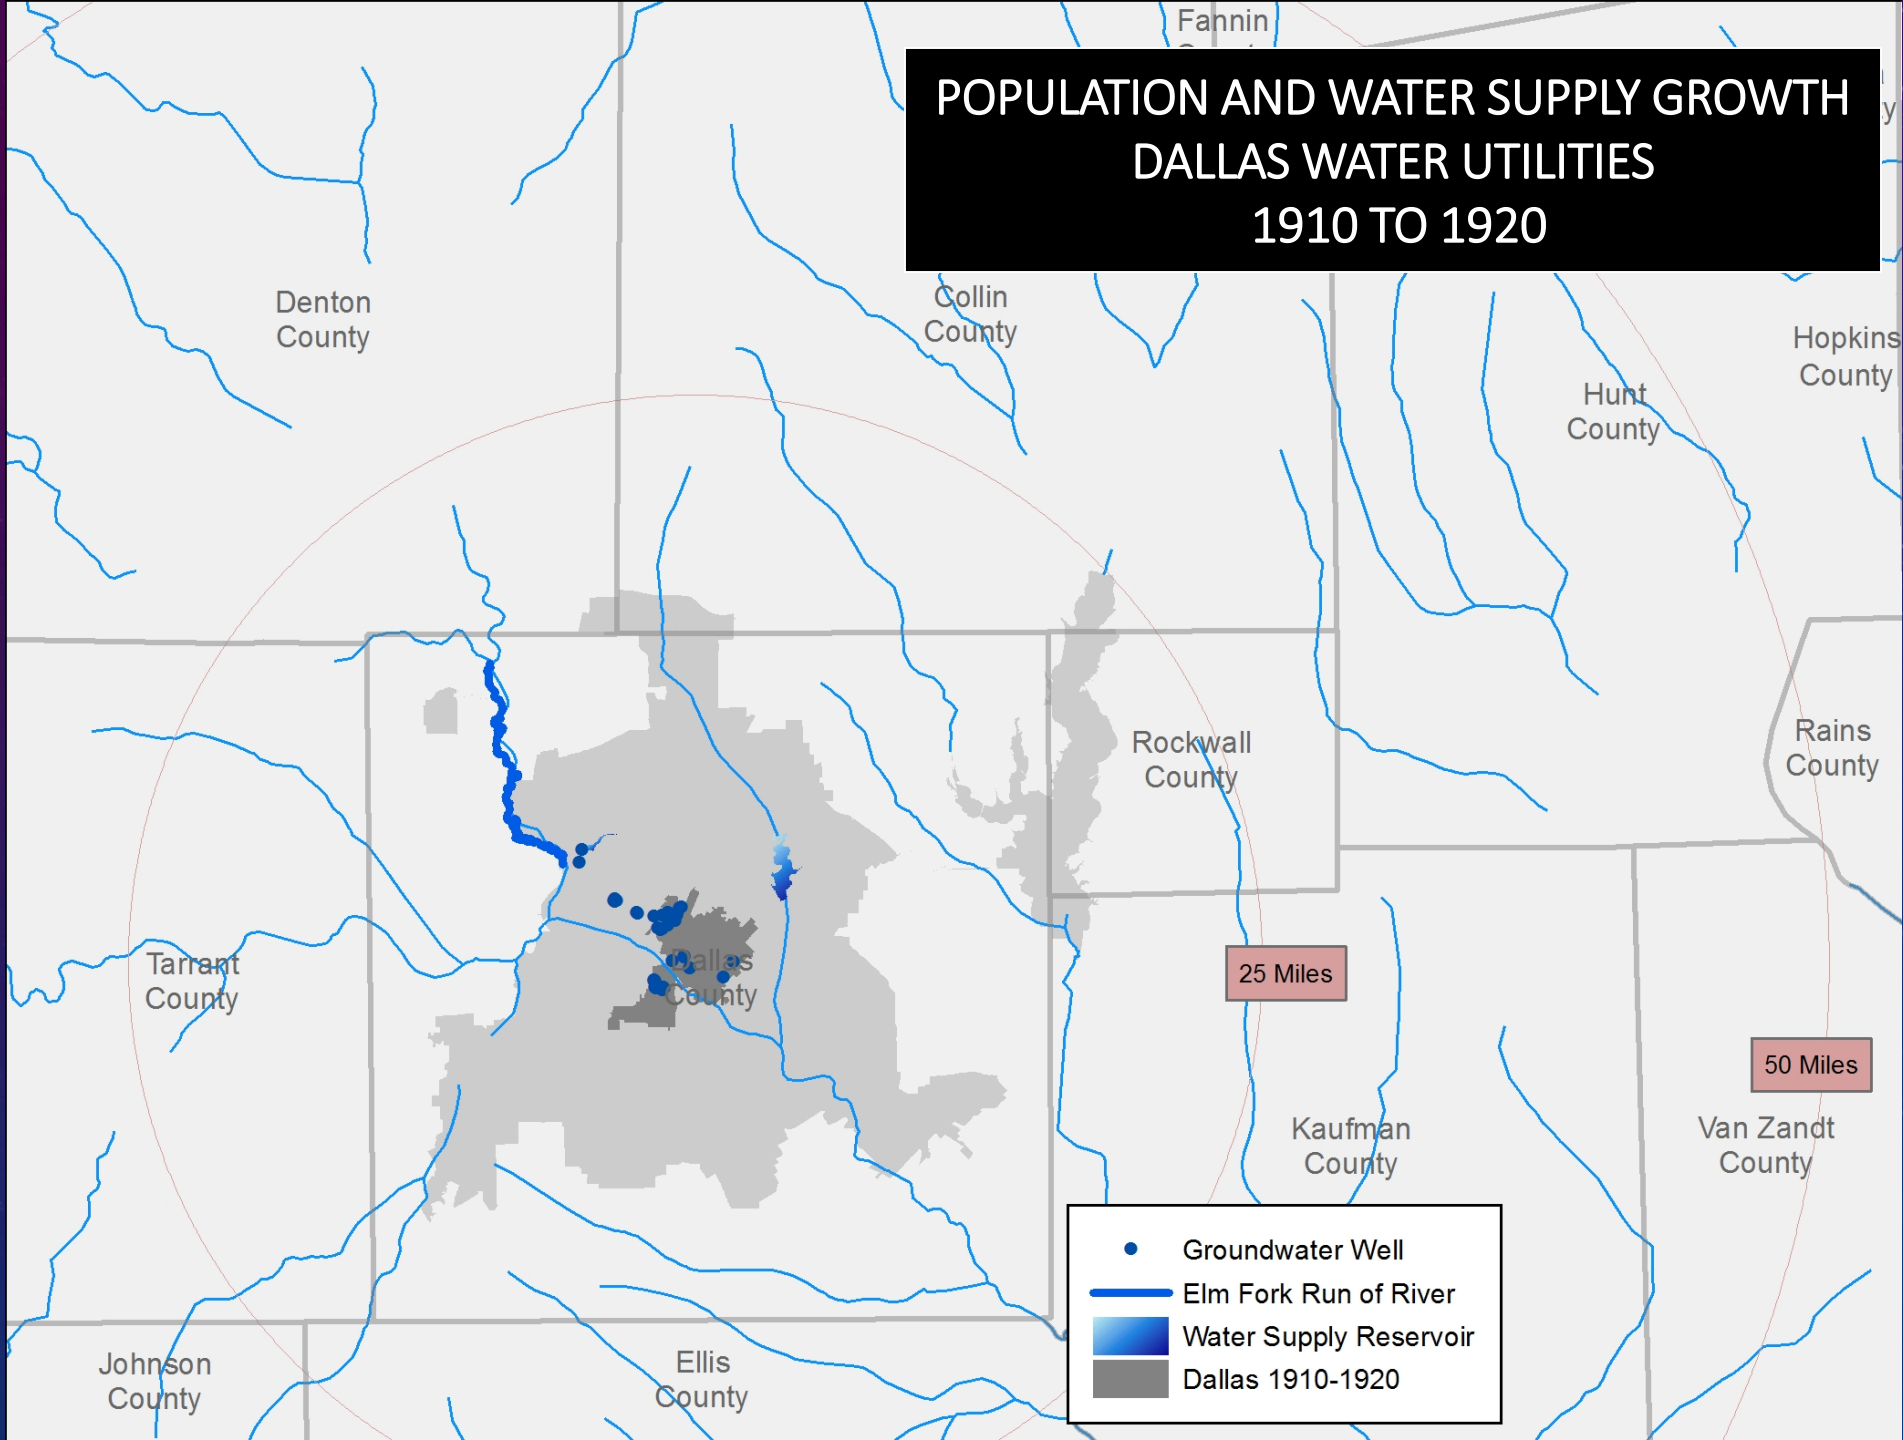 Fannin
POPULATION AND WATER SUPPLY GROWTH
DALLAS WATER UTILITIES
1910 TO 1920
Denton
County
Collin
County
Hopkins
County
Hunt
County
Rockwall
County
Rains
County
Tarrant
County
Dallas
County
25 Miles
50 Miles
Kaufman
County
Van Zandt
County
Johnson
County
Ellis
County
Groundwater Well
Elm Fork Run of River
Water Supply Reservoir
Dallas 1910-1920